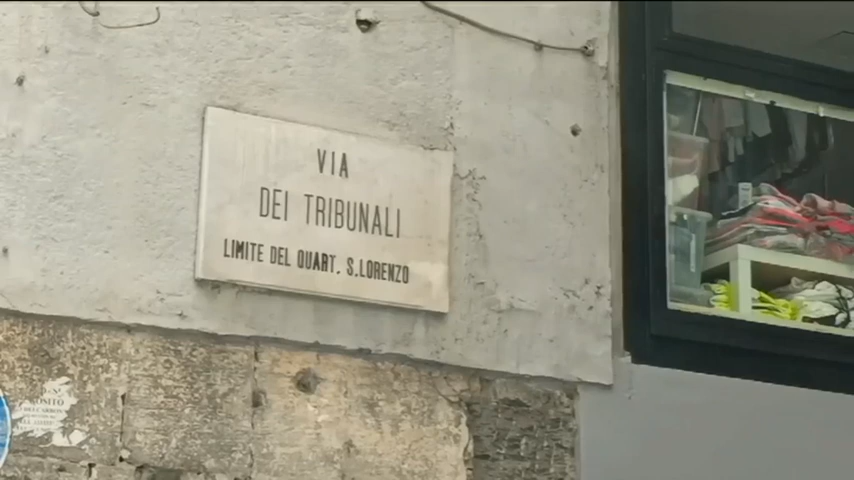 VIA
DEI TRIBUNALI
LIMITE DEL QUART. S.LORENZO